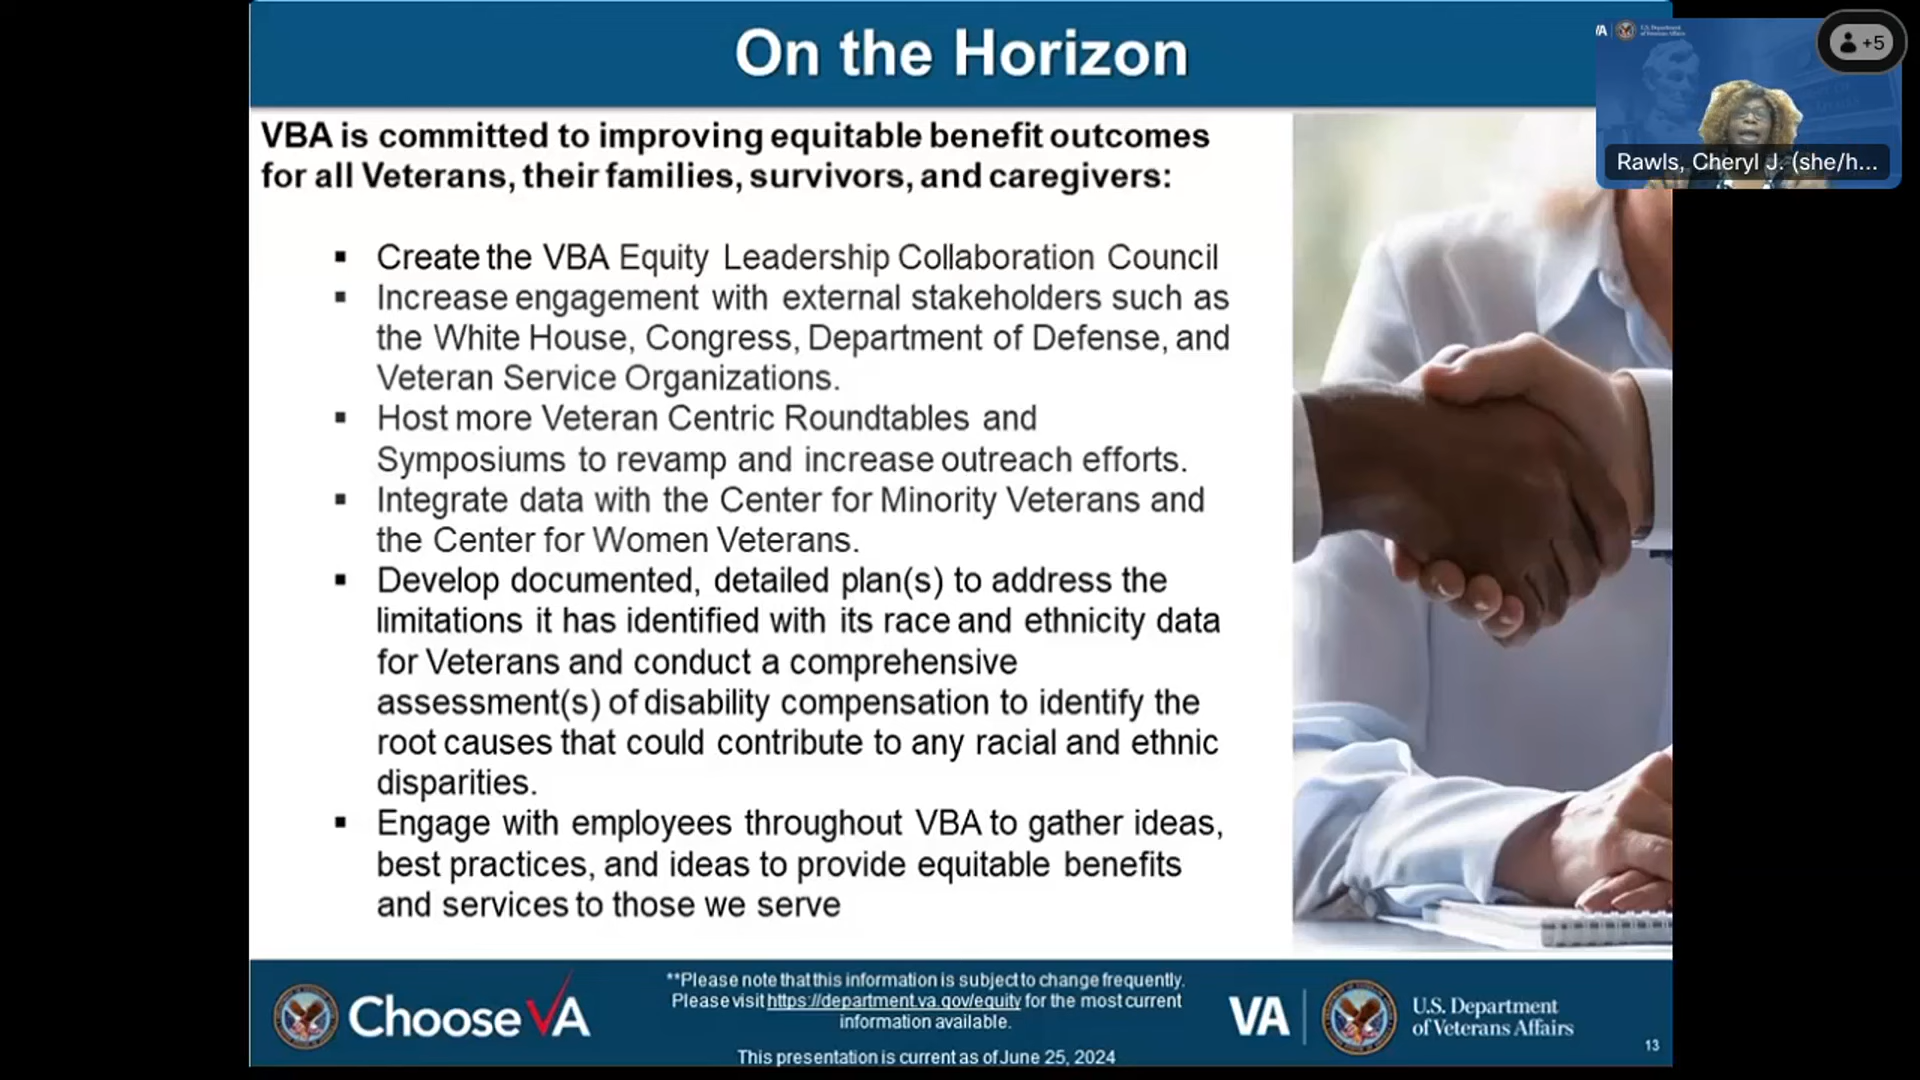 On the Horizon
VA
U.S. Department
of Veterans Affairs
+5
Rawls, Cheryl J. (she/h...
VBA is committed to improving equitable benefit outcomes
for all Veterans, their families, survivors, and caregivers:
▪ Create the VBA Equity Leadership Collaboration Council
▪ Increase engagement with external stakeholders such as
the White House, Congress, Department of Defense, and
Veteran Service Organizations.
▪ Host more Veteran Centric Roundtables and
Symposiums to revamp and increase outreach efforts.
▪ Integrate data with the Center for Minority Veterans and
the Center for Women Veterans.
▪ Develop documented, detailed plan(s) to address the
limitations it has identified with its race and ethnicity data
for Veterans and conduct a comprehensive
assessment(s) of disability compensation to identify the
root causes that could contribute to any racial and ethnic
disparities.
▪ Engage with employees throughout VBA to gather ideas,
best practices, and ideas to provide equitable benefits
and services to those we serve
Choose VA
**Please note that this information is subject to change frequently.
Please visit https://department.va.gov/equity for the most current
information available.
This presentation is current as of June 25, 2024
VA
U.S. Department
of Veterans Affairs
13